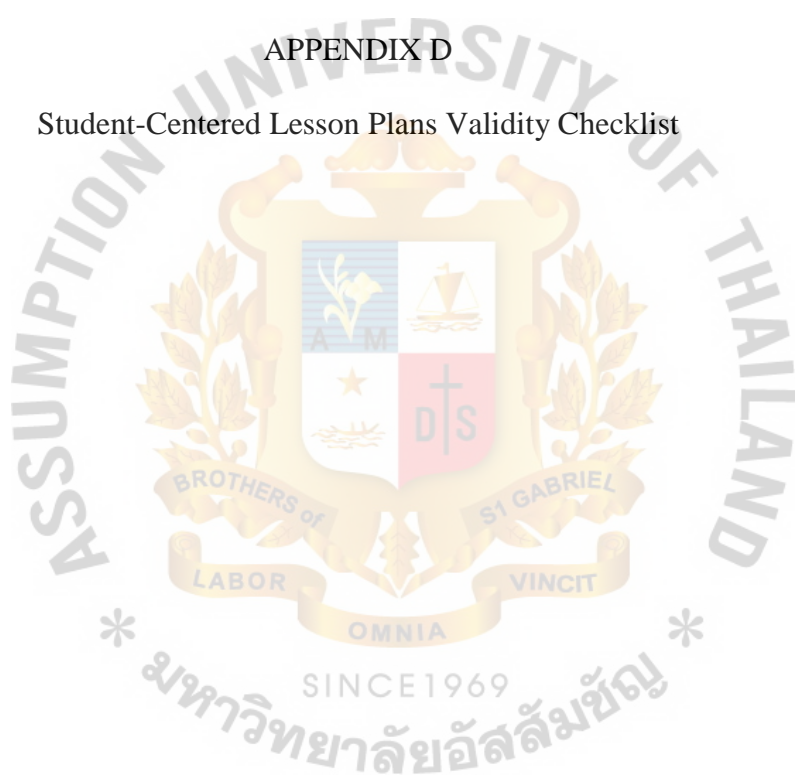 APPENDIX D
Student-Centered Lesson Plans Validity Checklist
ASSUMPTION UNIVERSITY OF THAILAND
A M
D S
BROTHERS of
S1 GABRIEL
LABOR
VINCIT
OMNIA
SINCE1969
มหาวิทยาลัยอัสสัมชัญ